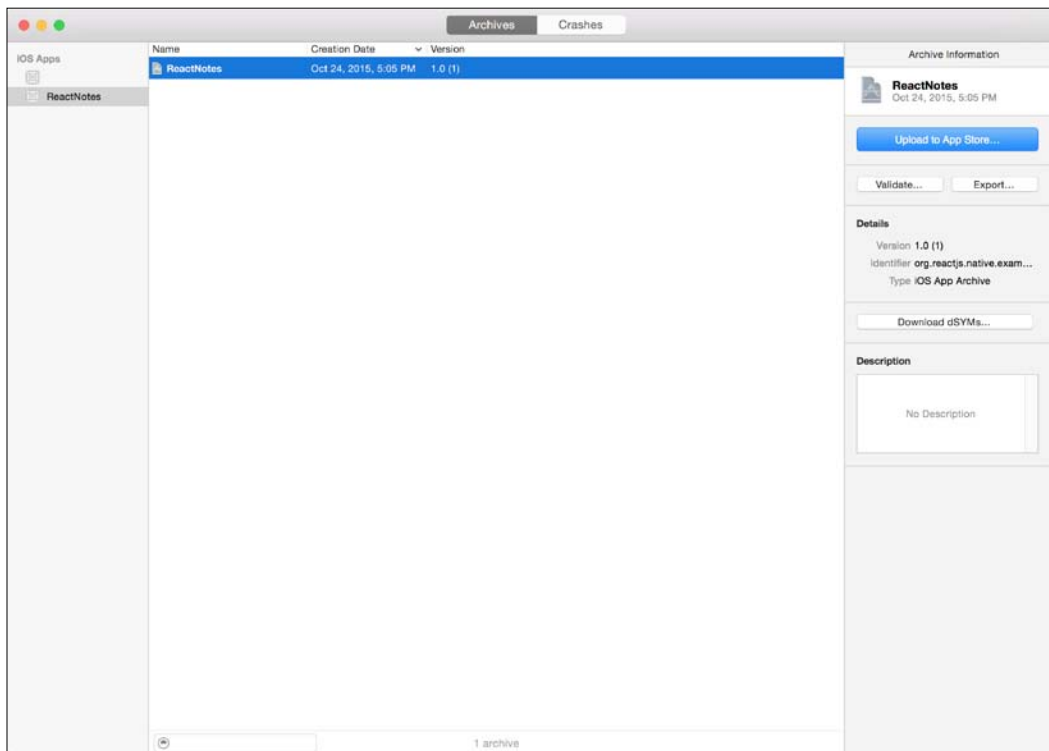 Archives Crashes
iOS Apps
ReactNotes
Name Creation Date Version
ReactNotes Oct 24, 2015, 5:05 PM 1.0 (1)
1 archive
Archive Information
ReactNotes
Oct 24, 2015, 5:05 PM
Upload to App Store...
Validate... Export...
Details
Version 1.0 (1)
Identifier org.reactjs.native.exam...
Type iOS App Archive
Download dSYMs...
Description
No Description